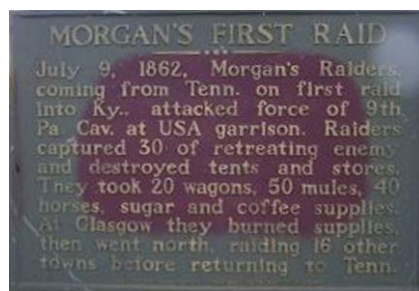 MORGAN'S FIRST RAID
July 9, 1862, Morgan's Raiders,
coming from Tenn. on first raid
into Ky., attacked force of 9th
Pa. Cav. at USA garrison. Raiders
captured 30 of retreating enemy
and destroyed tents and stores.
They took 20 wagons, 50 mules, 40
horses, sugar and coffee supplies.
At Glasgow they burned supplies,
then went north, raiding 16 other
towns before returning to Tenn.